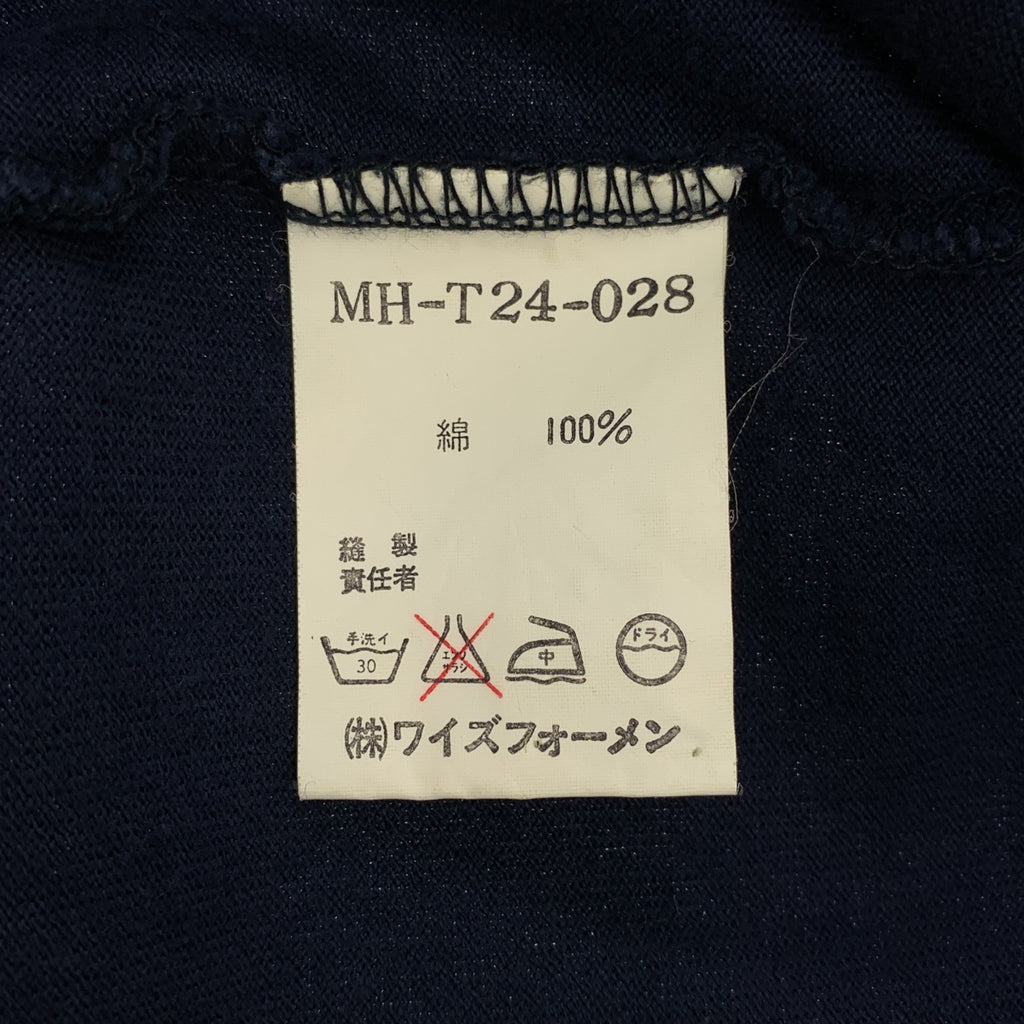 MH-T24-028
綿 100%
縫製
責任者
手洗イ
30
エンソ
サラシ
中
ドライ
㈱ワイズフォーメン